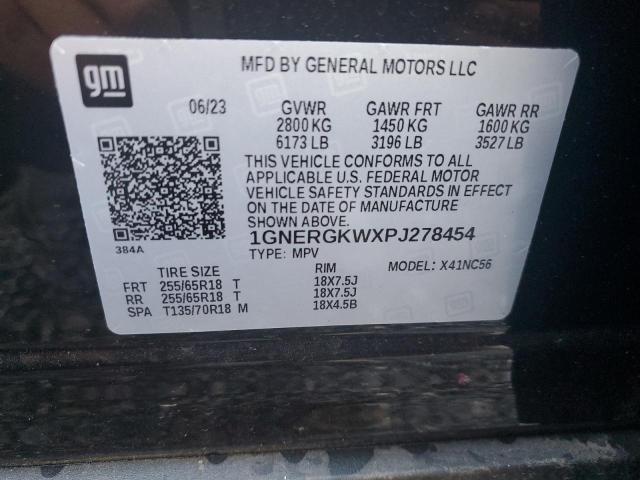 gm
MFD BY GENERAL MOTORS LLC
06/23 GVWR GAWR FRT GAWR RR
2800 KG 1450 KG 1600 KG
6173 LB 3196 LB 3527 LB
THIS VEHICLE CONFORMS TO ALL
APPLICABLE U.S. FEDERAL MOTOR
VEHICLE SAFETY STANDARDS IN EFFECT
ON THE DATE OF MANUFACTURE
SHOWN ABOVE.
384A
1GNERGKWXPJ278454
TYPE: MPV MODEL: X41NC56
TIRE SIZE RIM
FRT 255/65R18 T 18X7.5J
RR 255/65R18 T 18X7.5J
SPA T135/70R18 M 18X4.5B